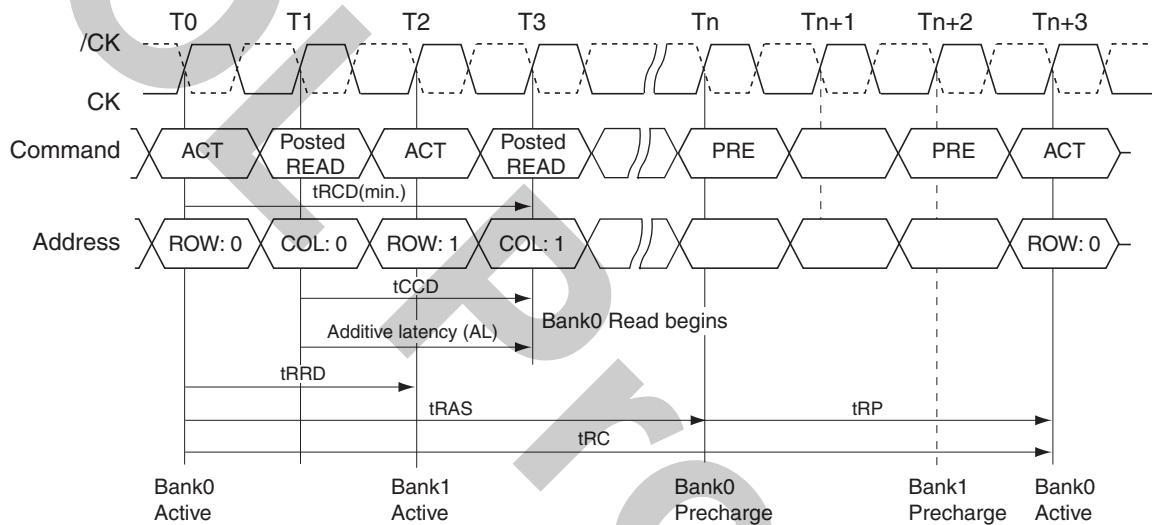 T0 T1 T2 T3 Tn Tn+1 Tn+2 Tn+3
/CK
CK
Command ACT Posted READ ACT Posted READ PRE PRE ACT
tRCD(min.)
Address ROW: 0 COL: 0 ROW: 1 COL: 1 ROW: 0
tCCD
Bank0 Read begins
Additive latency (AL)
tRRD
tRAS tRP
tRC
Bank0 Active Bank1 Active Bank0 Precharge Bank1 Precharge Bank0 Active